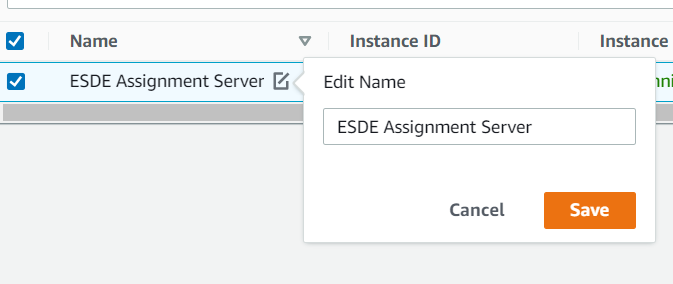 Name Instance ID Instance
ESDE Assignment Server
Edit Name
ESDE Assignment Server
Cancel Save